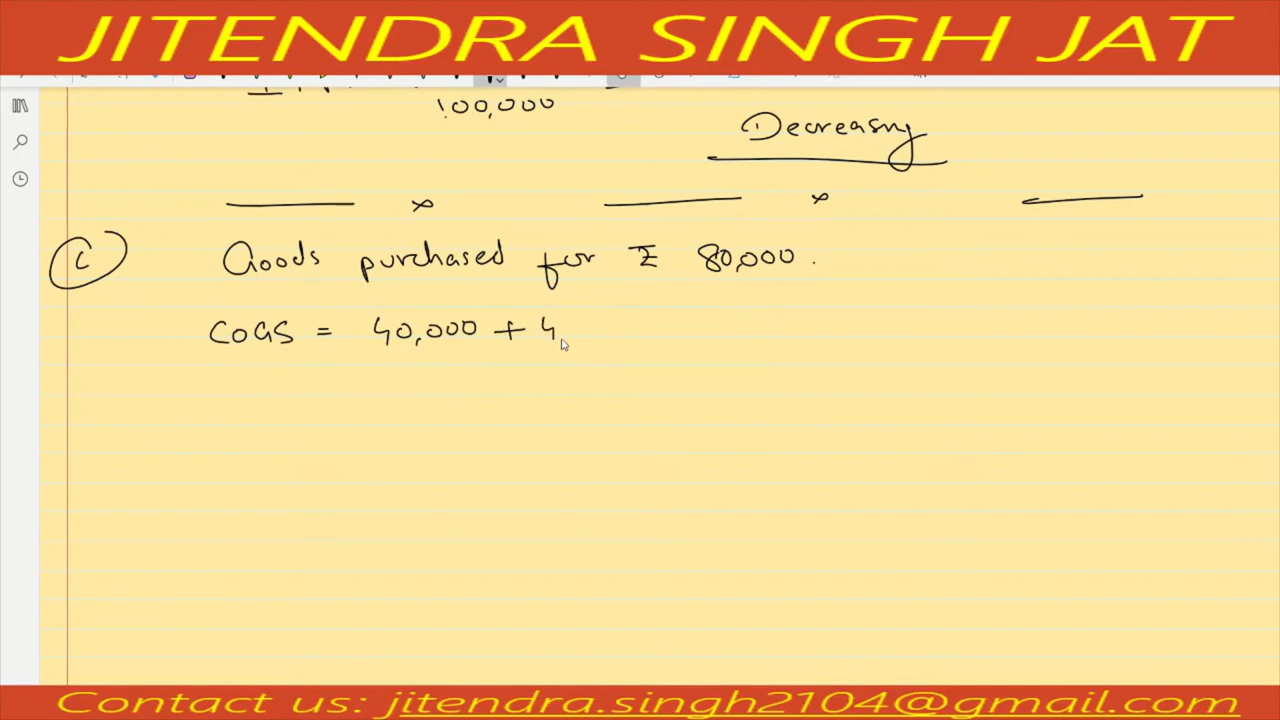 JITENDRA SINGH JAT
100,000
Decreasny
C Goods purchased for ₹ 80,000.
COGS = 40,000 + 4
Contact us: jitendra.singh2104@gmail.com